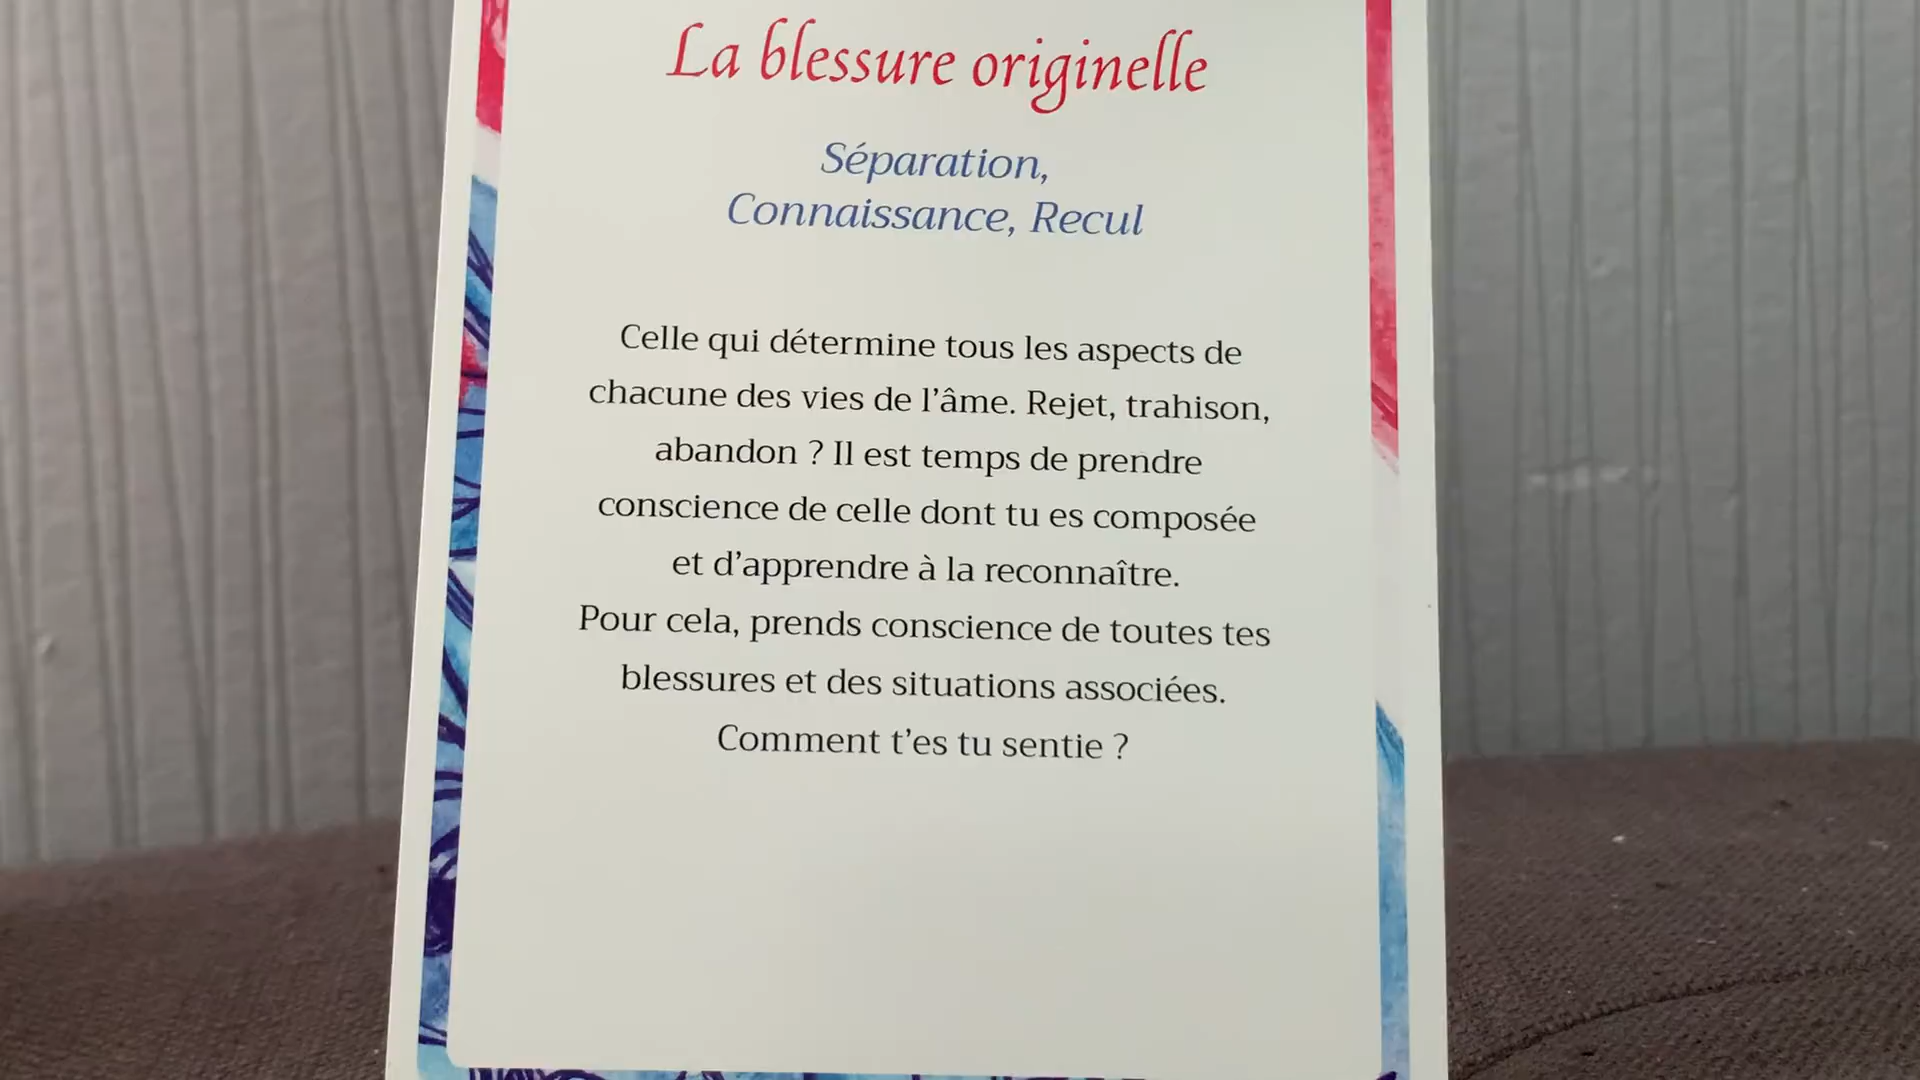 La blessure originelle
Séparation,
Connaissance, Recul
Celle qui détermine tous les aspects de
chacune des vies de l'âme. Rejet, trahison,
abandon ? Il est temps de prendre
conscience de celle dont tu es composée
et d'apprendre à la reconnaître.
Pour cela, prends conscience de toutes tes
blessures et des situations associées.
Comment t'es tu sentie ?